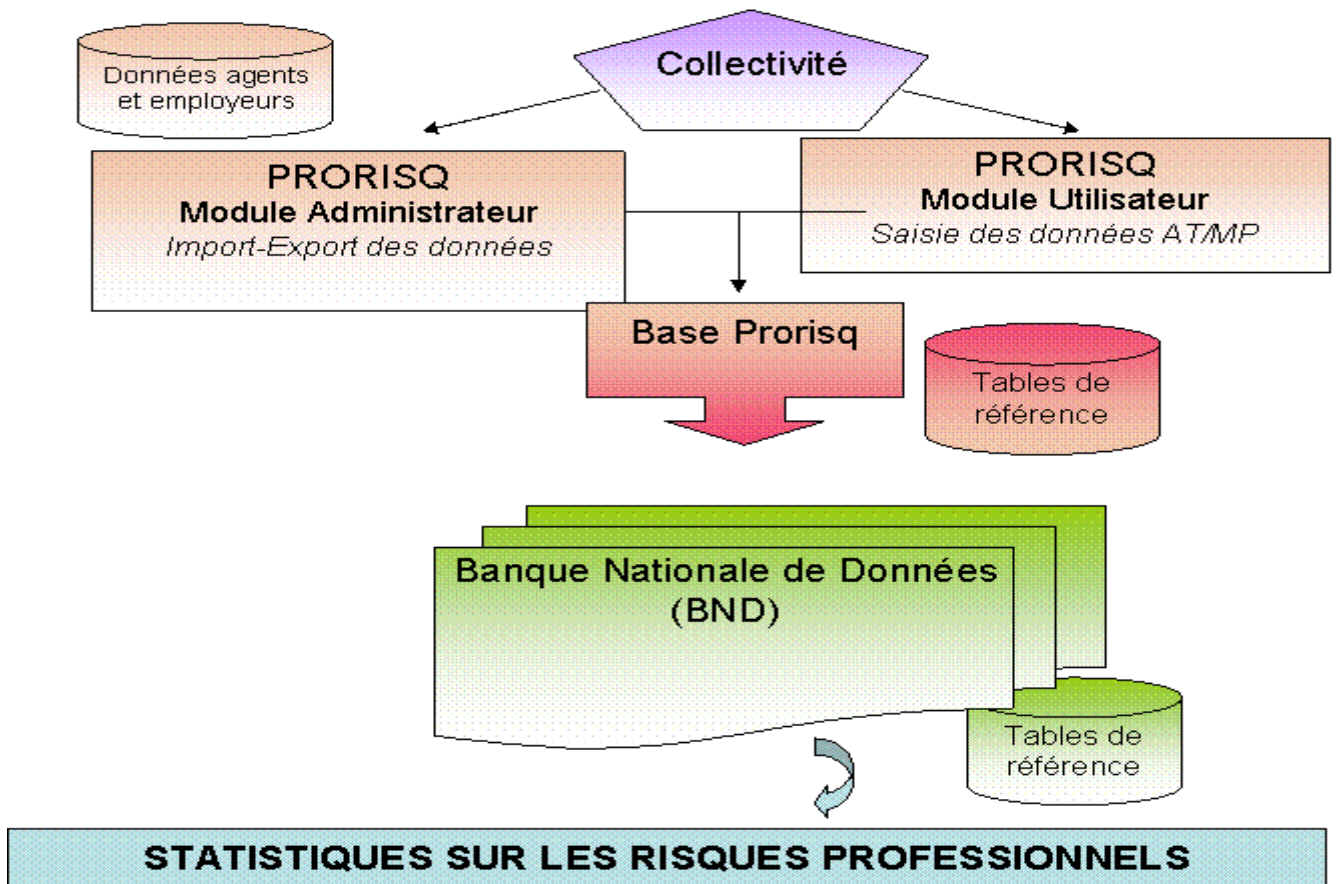 Collectivité
Données agents
et employeurs
PRORISQ
Module Administrateur
Import-Export des données
PRORISQ
Module Utilisateur
Saisie des données AT/MP
Base Prorisq
Tables de
référence
Banque Nationale de Données
(BND)
Tables de
référence
STATISTIQUES SUR LES RISQUES PROFESSIONNELS